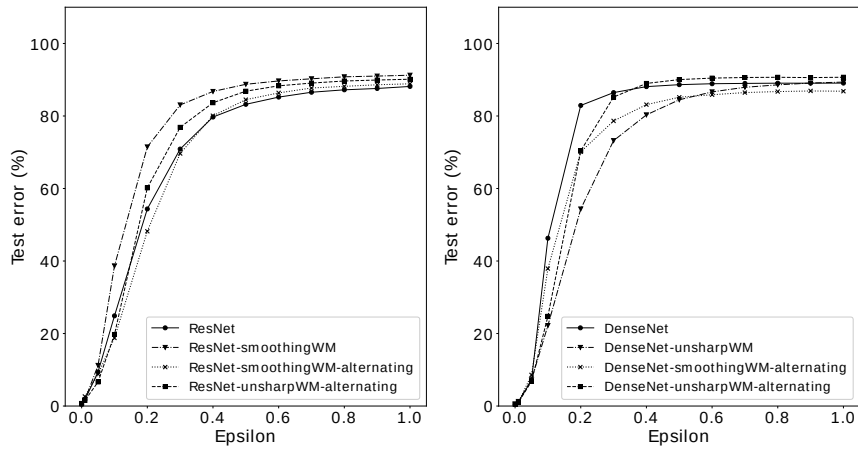 100
80
60
40
20
0
Test error (%)
0.0 0.2 0.4 0.6 0.8 1.0
Epsilon
ResNet
ResNet-smoothingWM
ResNet-smoothingWM-alternating
ResNet-unsharpWM-alternating
100
80
60
40
20
0
Test error (%)
0.0 0.2 0.4 0.6 0.8 1.0
Epsilon
DenseNet
DenseNet-unsharpWM
DenseNet-smoothingWM-alternating
DenseNet-unsharpWM-alternating